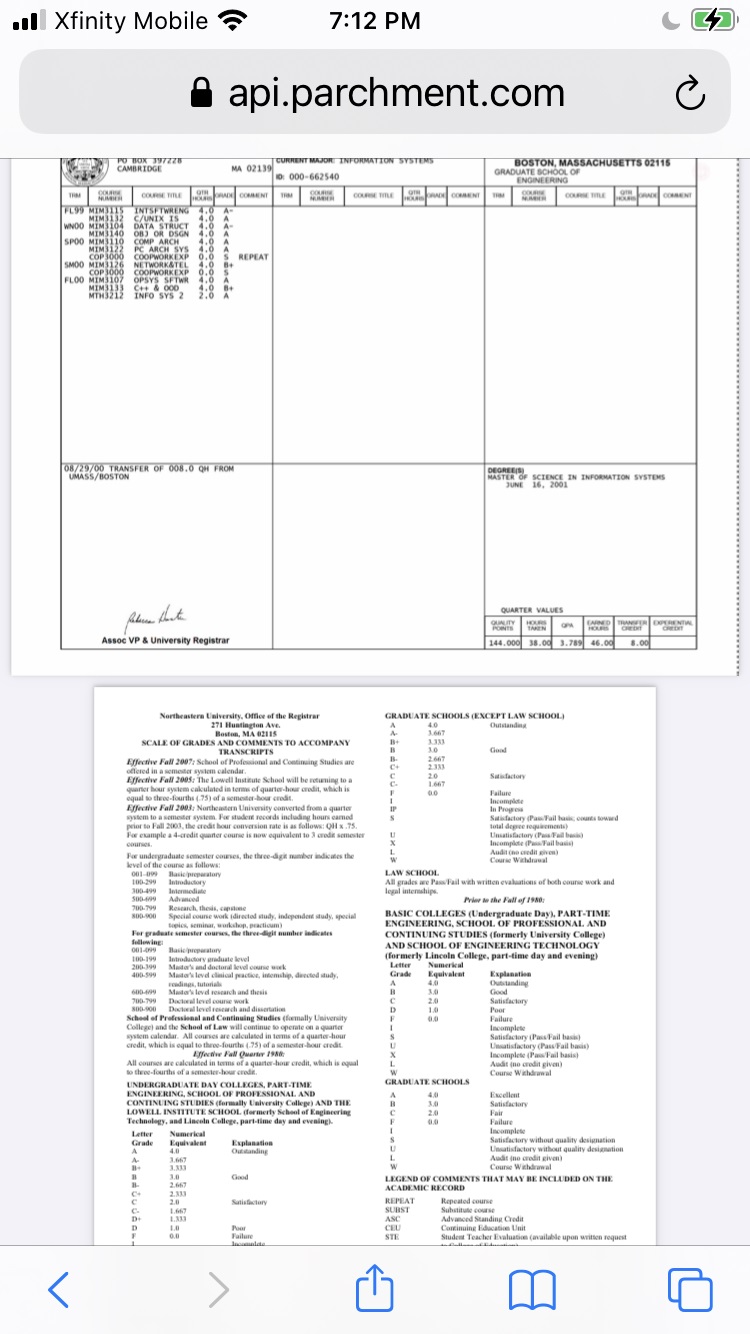 Xfinity Mobile
7:12 PM
api.parchment.com
PO BOX 397228
CAMBRIDGE MA 02139
CURRENT MAJOR: INFORMATION SYSTEMS
ID: 000-662540
BOSTON, MASSACHUSETTS 02115
GRADUATE SCHOOL OF
ENGINEERING
TRM COURSE NUMBER COURSE TITLE QTR HOURS GRADE COMMENT TRM COURSE NUMBER COURSE TITLE QTR HOURS GRADE COMMENT TRM COURSE NUMBER COURSE TITLE QTR HOURS GRADE COMMENT
FL99 MIM3115 INTSFTWRENG 4.0 A-
MIM3132 C/UNIX IS 4.0 A
WN00 MIM3104 DATA STRUCT 4.0 A-
MIM3140 OBJ OR DSGN 4.0 A
SP00 MIM3110 COMP ARCH 4.0 A
MIM3122 PC ARCH SYS 4.0 A
COP3000 COOPWORKEXP 0.0 S REPEAT
SM00 MIM3126 NETWORK&TEL 4.0 B+
COP3000 COOPWORKEXP 0.0 S
FL00 MIM3107 OPSYS SFTWR 4.0 A
MIM3133 C++ & OOD 4.0 B+
MTH3212 INFO SYS 2 2.0 A
08/29/00 TRANSFER OF 008.0 QH FROM
UMASS/BOSTON
DEGREE(S)
MASTER OF SCIENCE IN INFORMATION SYSTEMS
JUNE 16, 2001
Assoc VP & University Registrar
QUARTER VALUES
QUALITY POINTS HOURS TAKEN GPA EARNED HOURS TRANSFER CREDIT EXPERIENTIAL CREDIT
144.000 38.00 3.789 46.00 8.00
Northeastern University, Office of the Registrar
271 Huntington Ave.
Boston, MA 02115
SCALE OF GRADES AND COMMENTS TO ACCOMPANY
TRANSCRIPTS
Effective Fall 2007: School of Professional and Continuing Studies are
offered in a semester system calendar.
Effective Fall 2005: The Lowell Institute School will be returning to a
quarter hour system calendar in terms of quarter-hour credit, which is
equal to three-fourths (.75) of a semester-hour credit.
Effective Fall 2003: Northeastern University converted from a quarter
system to a semester system. For student records including hours earned
prior to Fall 2003, the credit hour conversion rate is as follows: QH x .75.
For example a 4-credit quarter course is now equivalent to 3 credit semester
courses.
For undergraduate semester courses, the three-digit number indicates the
level of the course as follows:
001-099 Basic/preparatory
100-299 Introductory
300-499 Intermediate
500-699 Advanced
700-799 Research, thesis, capstone
800-900 Special course work (directed study, independent study, special
topics, seminar, workshop, practicum)
For graduate semester courses, the three-digit number indicates
following:
001-099 Basic/preparatory
100-199 Introductory graduate level
200-399 Master's and doctoral level course work
400-599 Master's level clinical practice, internship, directed study,
readings, tutorials
600-699 Master's level research and thesis
700-799 Doctoral level course work
800-900 Doctoral level research and dissertation
School of Professional and Continuing Studies (formally University
College) and the School of Law will continue to operate on a quarter
system calendar. All courses are calculated in terms of a quarter-hour
credit, which is equal to three-fourths (.75) of a semester-hour credit.
Effective Fall Quarter 1980:
All courses are calculated in terms of a quarter-hour credit, which is equal
to three-fourths of a semester-hour credit.
UNDERGRADUATE DAY COLLEGES, PART-TIME
ENGINEERING, SCHOOL OF PROFESSIONAL AND
CONTINUING STUDIES (formally University College) AND THE
LOWELL INSTITUTE SCHOOL (formerly School of Engineering
Technology, and Lincoln College, part-time day and evening).
Letter Numerical
Grade Equivalent Explanation
A 4.0 Outstanding
A- 3.667
B+ 3.333
B 3.0 Good
B- 2.667
C+ 2.333
C 2.0 Satisfactory
C- 1.667
D+ 1.333
D 1.0 Poor
F 0.0 Failure
I Incomplete
GRADUATE SCHOOLS (EXCEPT LAW SCHOOL)
A 4.0 Outstanding
A- 3.667
B+ 3.333
B 3.0 Good
B- 2.667
C+ 2.333
C 2.0 Satisfactory
C- 1.667
F 0.0 Failure
I Incomplete
IP In Progress
S Satisfactory (Pass/Fail basis; counts toward
total degree requirements)
U Unsatisfactory (Pass/Fail basis)
X Incomplete (Pass/Fail basis)
L Audit (no credit given)
W Course Withdrawal
LAW SCHOOL
All grades are Pass/Fail with written evaluations of both course work and
legal internships.
Prior to the Fall of 1980:
BASIC COLLEGES (Undergraduate Day), PART-TIME
ENGINEERING, SCHOOL OF PROFESSIONAL AND
CONTINUING STUDIES (formerly University College)
AND SCHOOL OF ENGINEERING TECHNOLOGY
(formerly Lincoln College, part-time day and evening)
Letter Numerical
Grade Equivalent Explanation
A 4.0 Outstanding
B 3.0 Good
C 2.0 Satisfactory
D 1.0 Poor
F 0.0 Failure
I Incomplete
S Satisfactory (Pass/Fail basis)
U Unsatisfactory (Pass/Fail basis)
X Incomplete (Pass/Fail basis)
L Audit (no credit given)
W Course Withdrawal
GRADUATE SCHOOLS
A 4.0 Excellent
B 3.0 Satisfactory
C 2.0 Fair
F 0.0 Failure
I Incomplete
S Satisfactory without quality designation
U Unsatisfactory without quality designation
L Audit (no credit given)
W Course Withdrawal
LEGEND OF COMMENTS THAT MAY BE INCLUDED ON THE
ACADEMIC RECORD
REPEAT Repeated course
SUBST Substitute course
ASC Advanced Standing Credit
CEU Continuing Education Unit
STE Student Teacher Evaluation (available upon written request